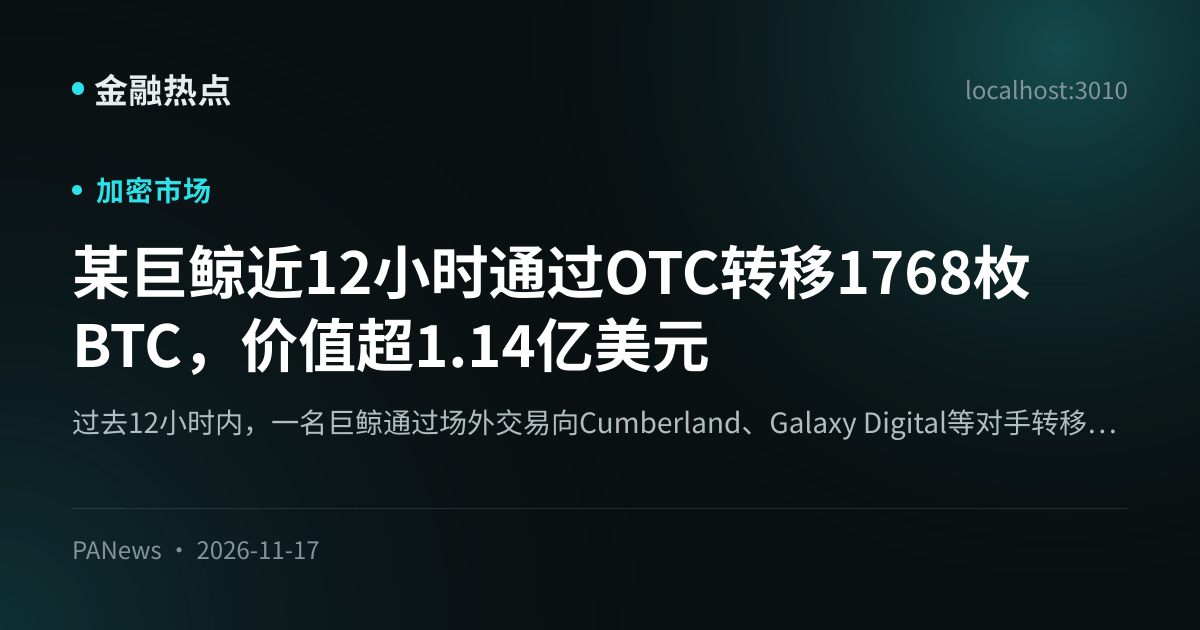 金融热点
localhost:3010
加密市场
某巨鲸近12小时通过OTC转移1768枚
BTC，价值超1.14亿美元
过去12小时内，一名巨鲸通过场外交易向Cumberland、Galaxy Digital等对手转移…
PANews · 2026-11-17